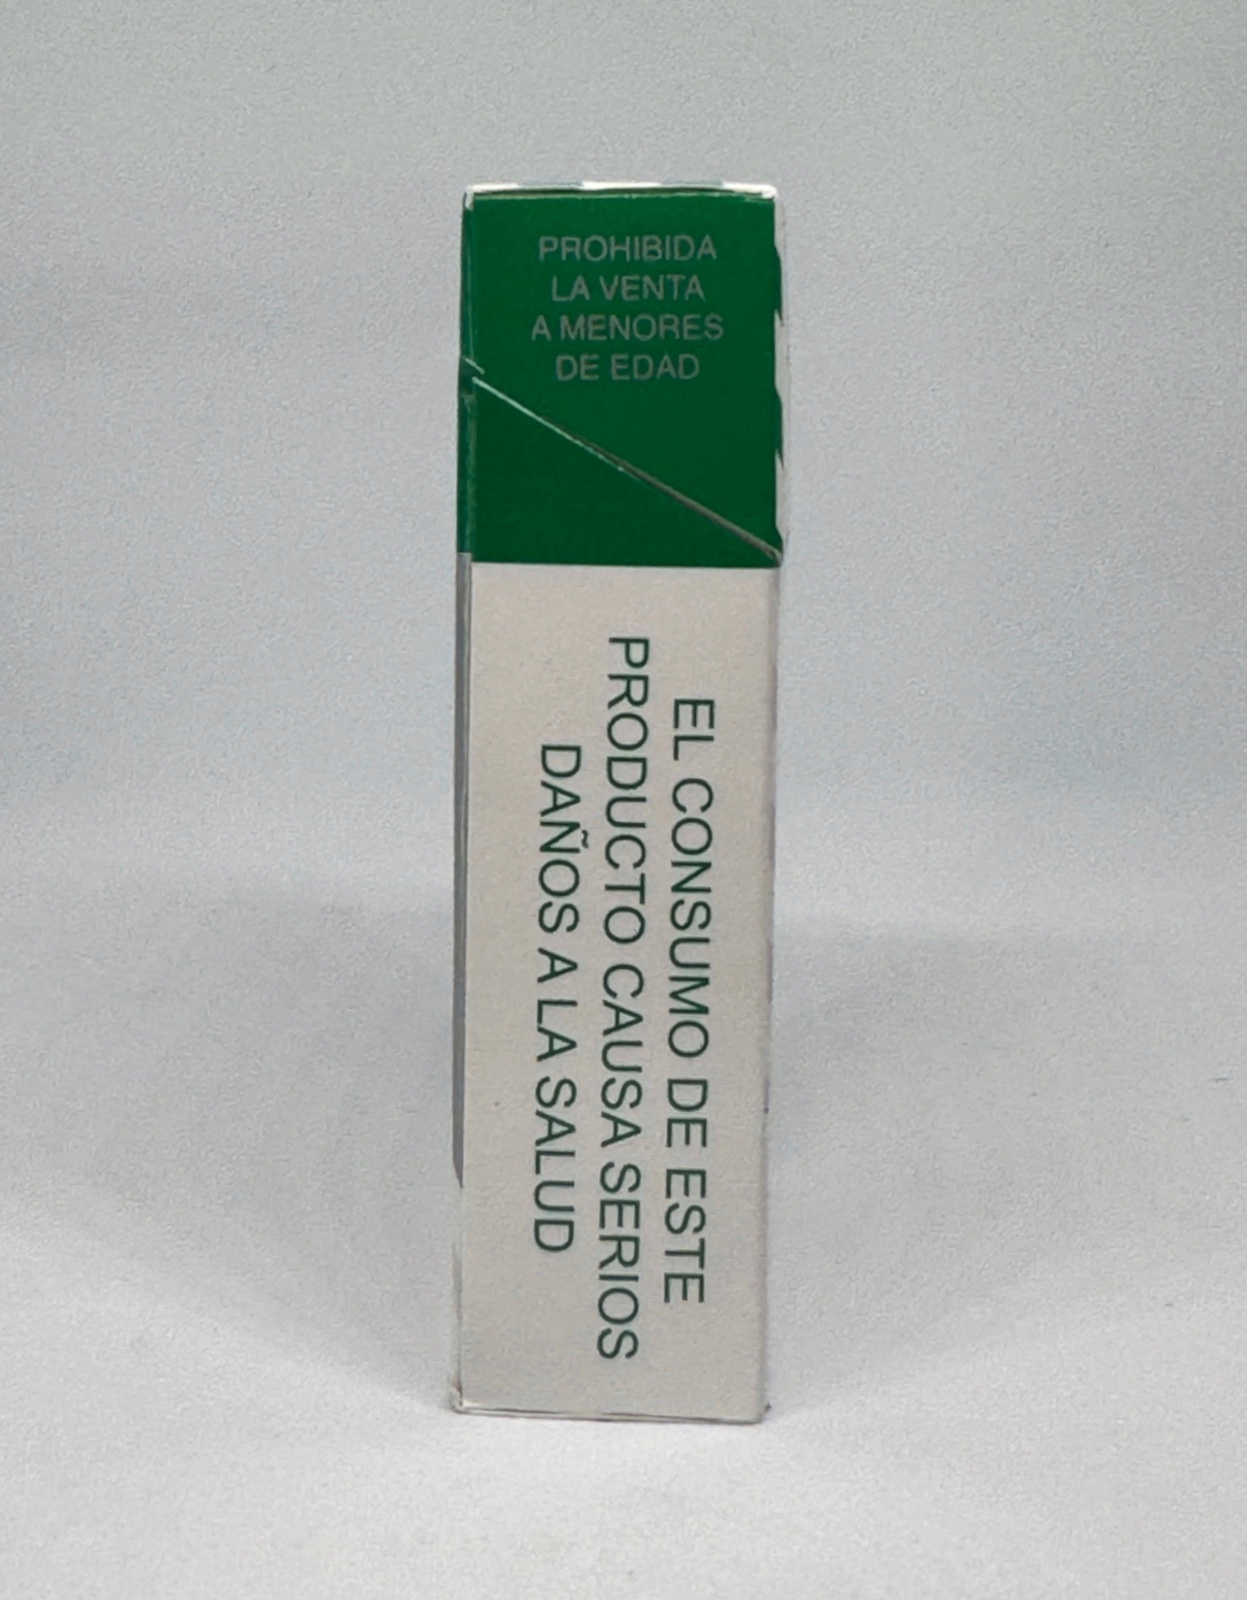 PROHIBIDA
LA VENTA
A MENORES
DE EDAD
EL CONSUMO DE ESTE
PRODUCTO CAUSA SERIOS
DAÑOS A LA SALUD